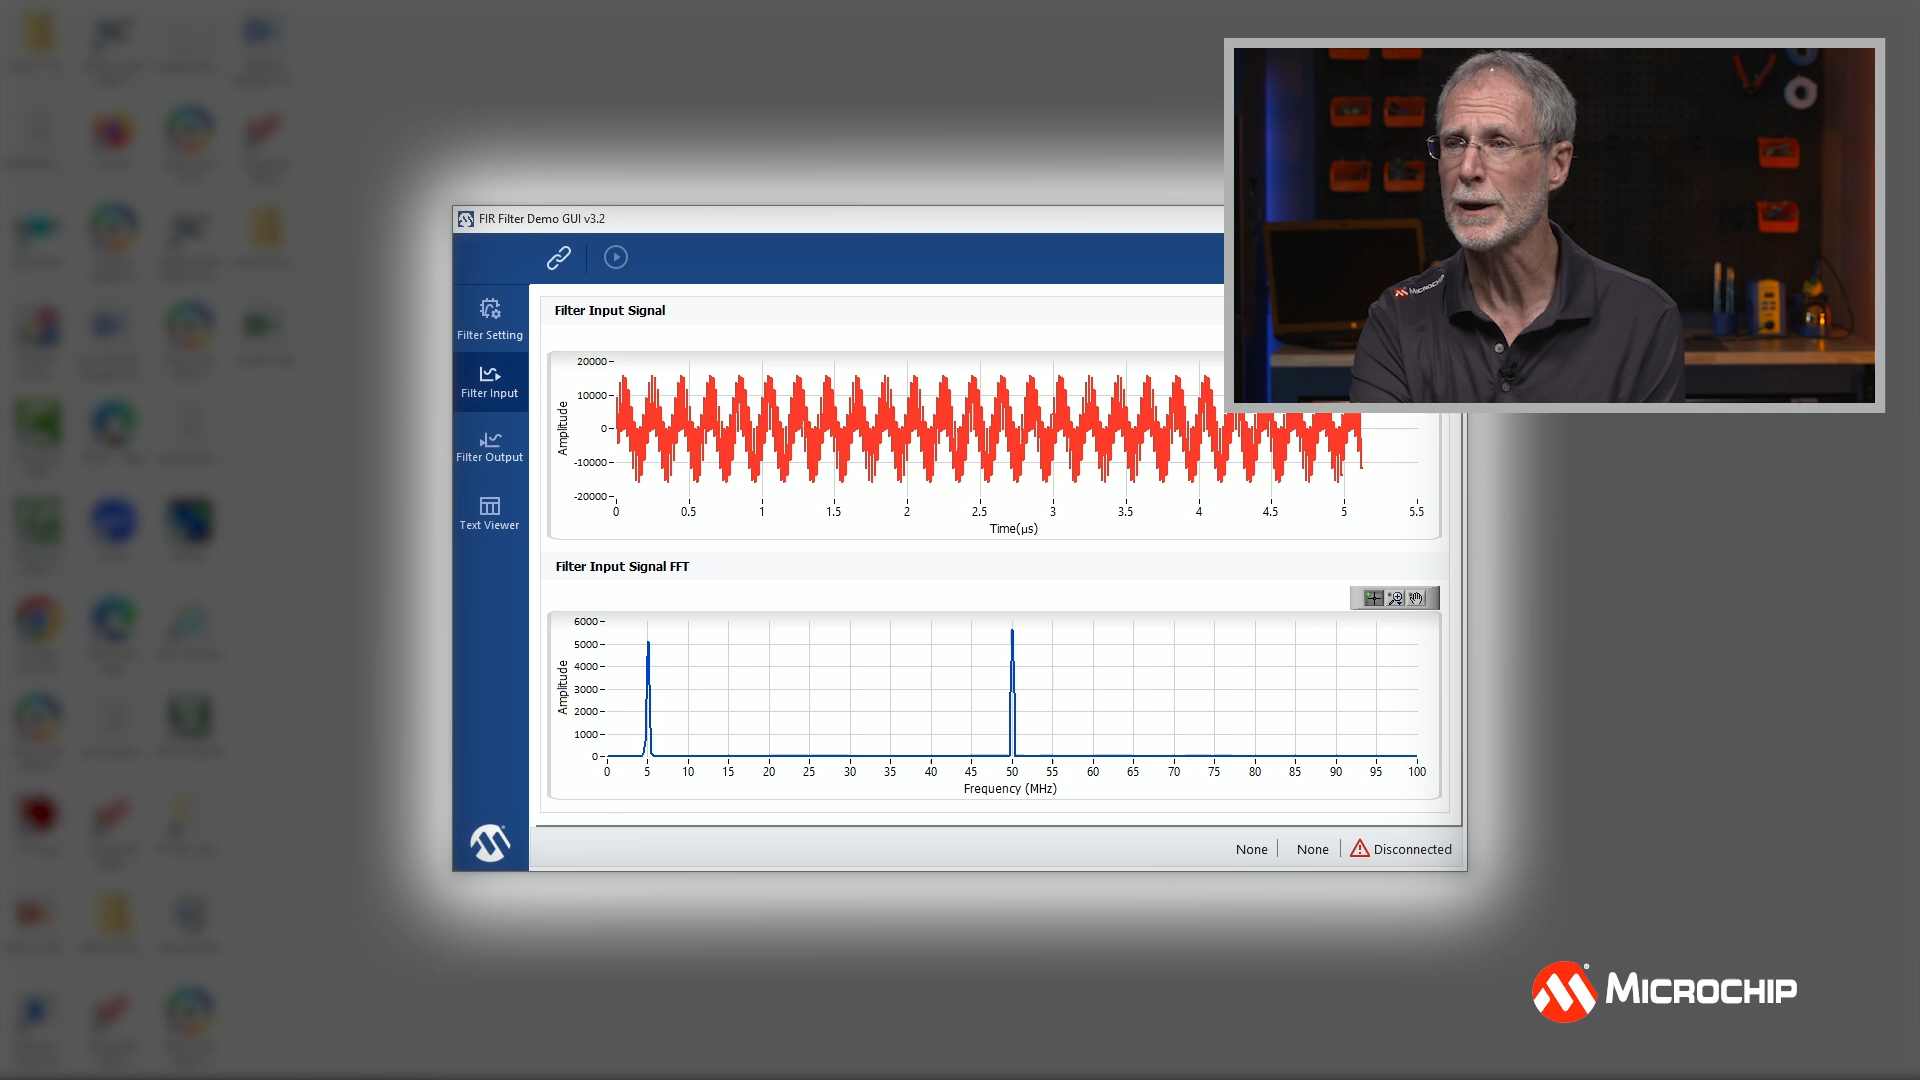 FIR Filter Demo GUI v3.2
Filter Setting
Filter Input
Filter Output
Text Viewer
Filter Input Signal
20000
10000
0
-10000
-20000
Amplitude
0 0.5 1 1.5 2 2.5 3 3.5 4 4.5 5 5.5
Time(µs)
Filter Input Signal FFT
6000
5000
4000
3000
2000
1000
0
Amplitude
0 5 10 15 20 25 30 35 40 45 50 55 60 65 70 75 80 85 90 95 100
Frequency (MHz)
None None Disconnected
MICROCHIP
MICROCHIP